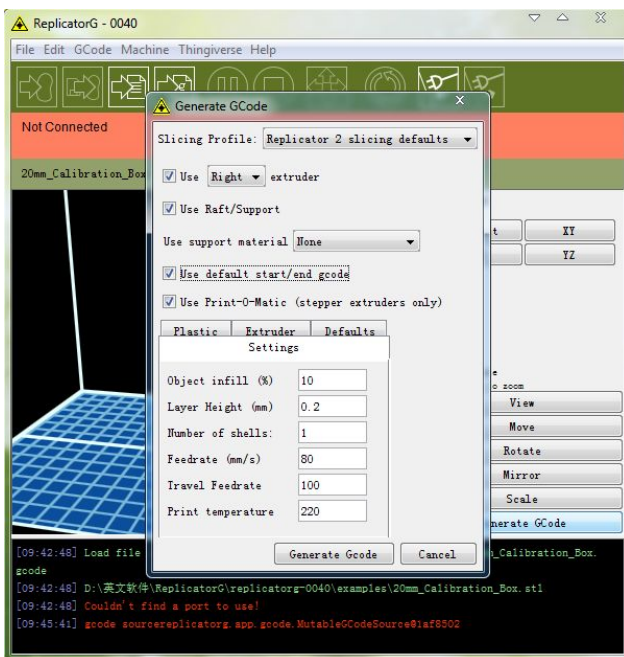 ReplicatorG - 0040
File Edit GCode Machine Thingiverse Help
Generate GCode
Not Connected
Slicing Profile: Replicator 2 slicing defaults
20mm_Calibration_Box
Use Right extruder
Use Raft/Support
XY
Use support material None
YZ
Use default start/end gcode
Use Print-O-Matic (stepper extruders only)
Plastic Extruder Defaults
Settings
Object infill (%) 10
zoom
Layer Height (mm) 0.2
View
Number of shells: 1
Move
Feedrate (mm/s) 80
Rotate
Travel Feedrate 100
Mirror
Print temperature 220
Scale
nerate GCode
Generate Gcode Cancel
[09:42:48] Load file n_Calibration_Box.
gcode
[09:42:48] D:\英文软件\ReplicatorG\replicatorg-0040\examples\20mm_Calibration_Box.stl
[09:42:48] Couldn't find a port to use!
[09:45:41] gcode sourcereplicatorg.app.gcode.MutableGCodeSource@1af8502